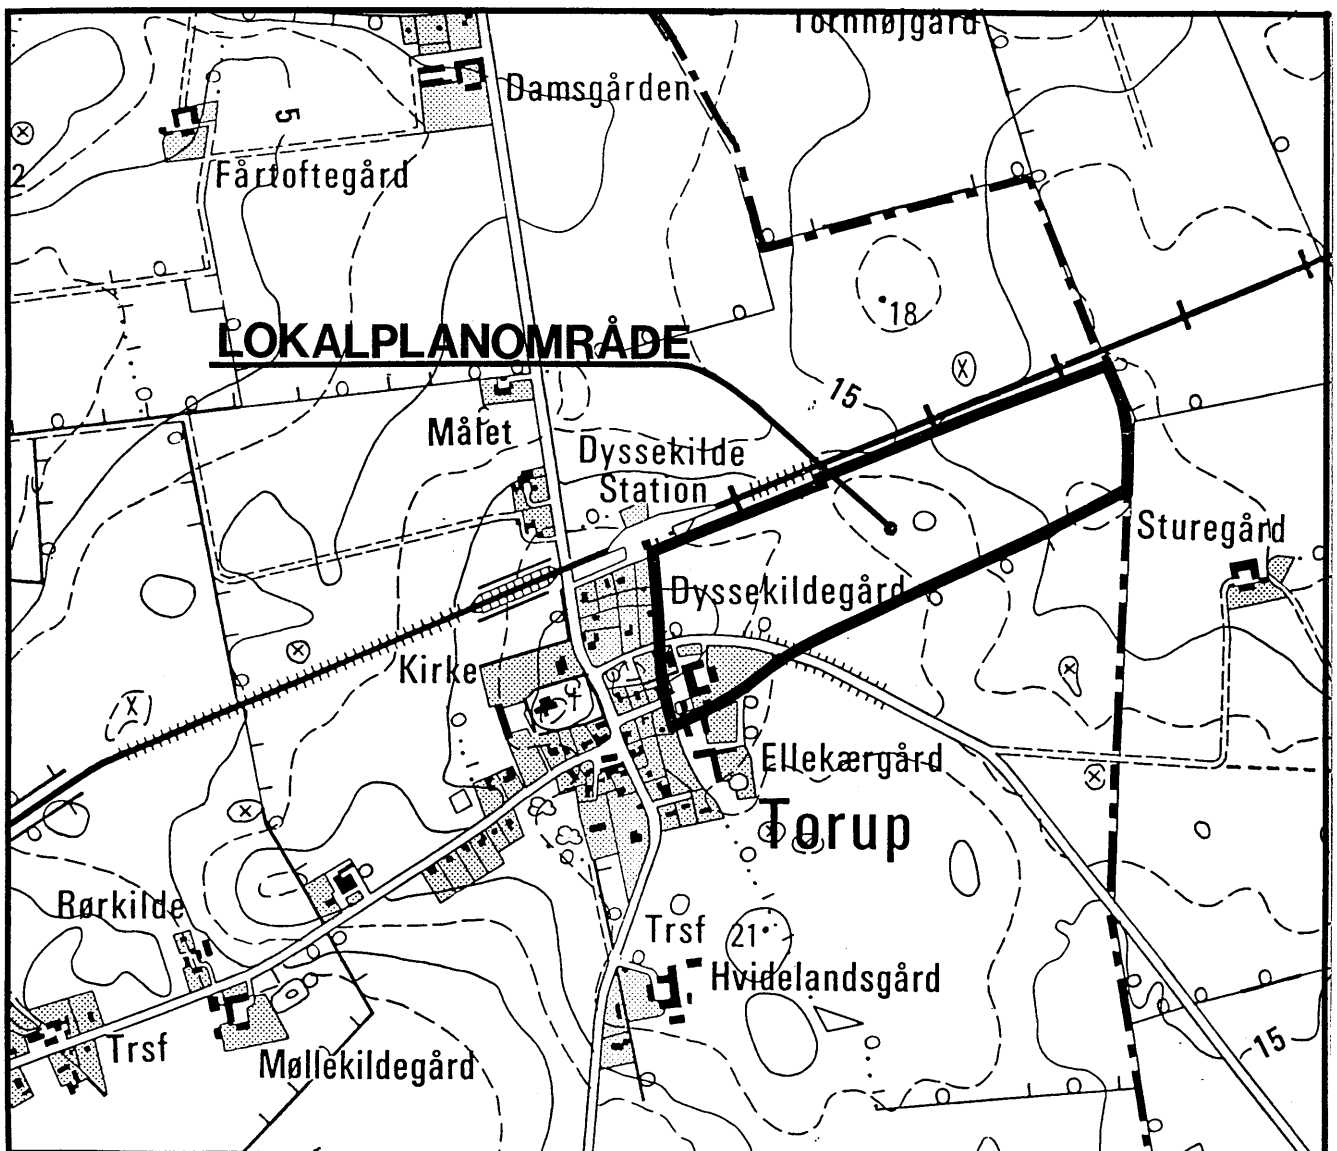 Tornhøjgård
Damsgården
5
Fårtoftegård
2
18
LOKALPLANOMRÅDE
15
Målet
Dyssekilde
Station
Sturegård
Dyssekildegård
Kirke
Ellekærgård
Torup
Rørkilde
Trsf
21
Hvidelandsgård
Trsf
Møllekildegård
15